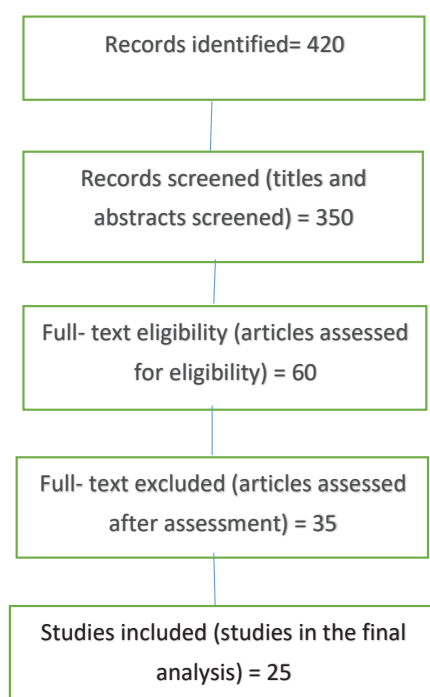 Records identified= 420
Records screened (titles and
abstracts screened) = 350
Full- text eligibility (articles assessed
for eligibility) = 60
Full- text excluded (articles assessed
after assessment) = 35
Studies included (studies in the final
analysis) = 25